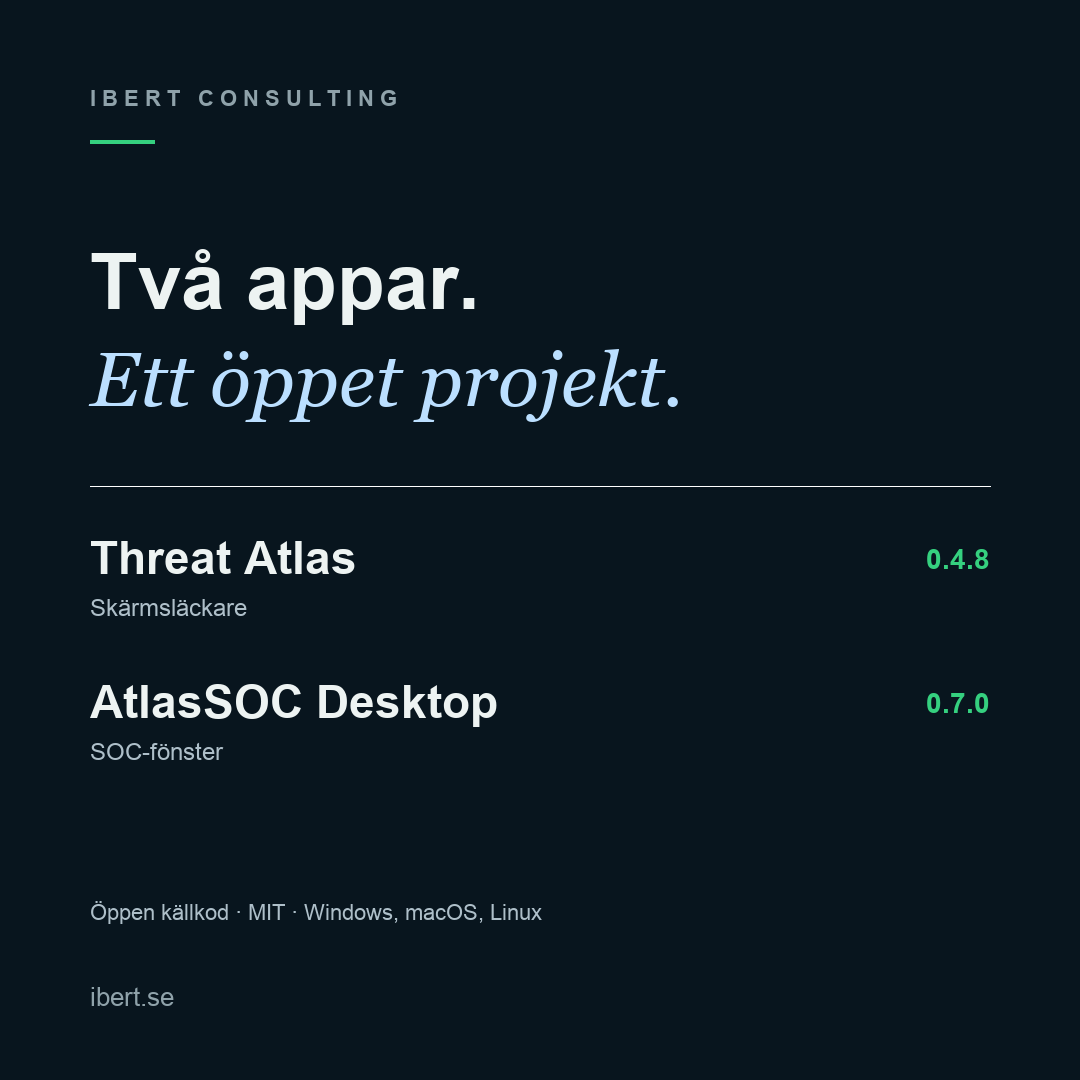 IBERT CONSULTING
Två appar.
Ett öppet projekt.
Threat Atlas 0.4.8
Skärmsläckare
AtlasSOC Desktop 0.7.0
SOC-fönster
Öppen källkod · MIT · Windows, macOS, Linux
ibert.se